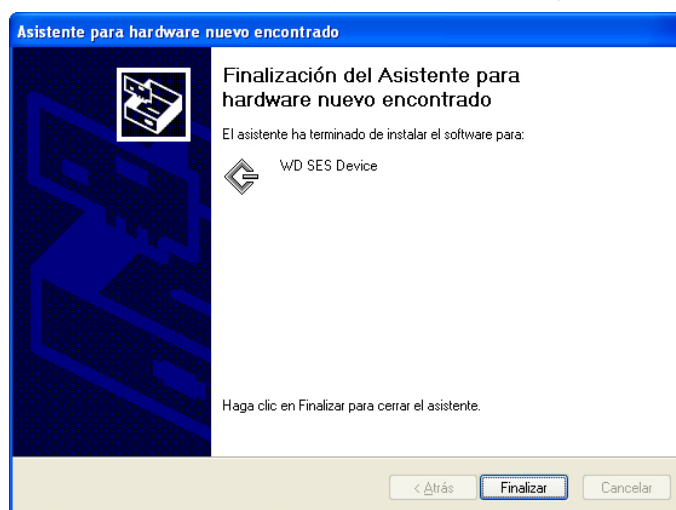 Asistente para hardware nuevo encontrado
Finalización del Asistente para
hardware nuevo encontrado
El asistente ha terminado de instalar el software para:
WD SES Device
Haga clic en Finalizar para cerrar el asistente.
< Atrás Finalizar Cancelar